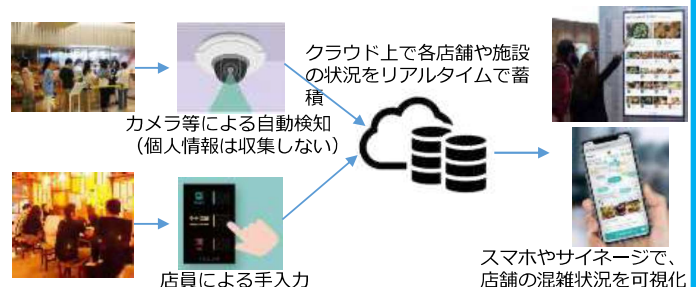 クラウド上で各店舗や施設
の状況をリアルタイムで蓄
積
カメラ等による自動検知
（個人情報は収集しない）
店員による手入力
スマホやサイネージで、
店舗の混雑状況を可視化